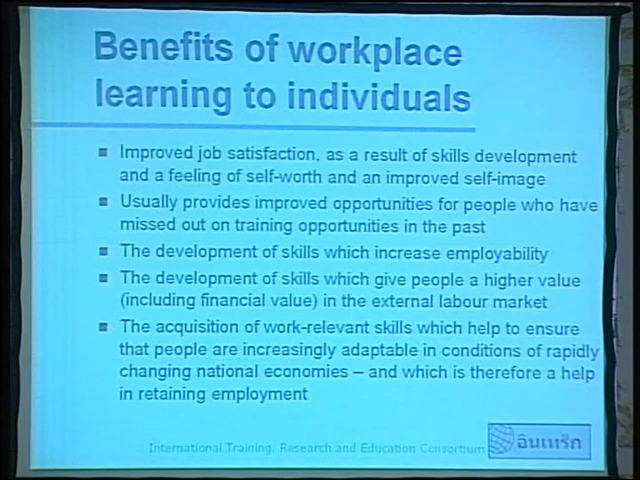 Benefits of workplace
learning to individuals
Improved job satisfaction, as a result of skills development
and a feeling of self-worth and an improved self-image
Usually provides improved opportunities for people who have
missed out on training opportunities in the past
The development of skills which increase employability
The development of skills which give people a higher value
(including financial value) in the external labour market
The acquisition of work-relevant skills which help to ensure
that people are increasingly adaptable in conditions of rapidly
changing national economies – and which is therefore a help
in retaining employment
International Training, Research and Education Consortium
อินเทร็ก